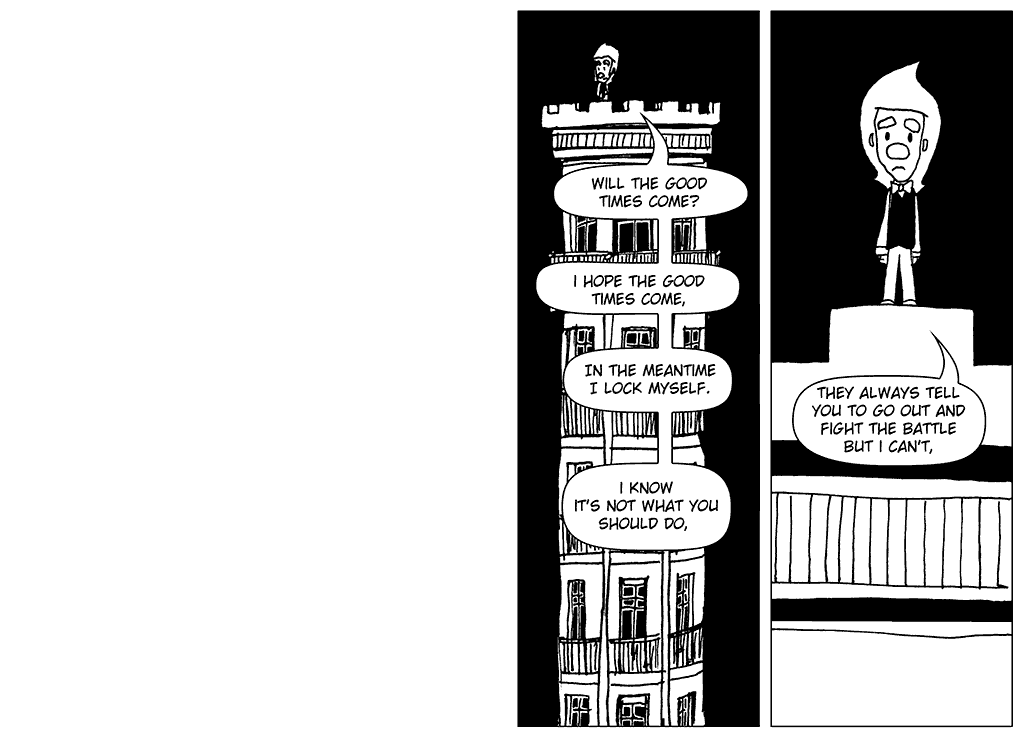 WILL THE GOOD
TIMES COME?
I HOPE THE GOOD
TIMES COME,
IN THE MEANTIME
I LOCK MYSELF.
I KNOW
IT'S NOT WHAT YOU
SHOULD DO,
THEY ALWAYS TELL
YOU TO GO OUT AND
FIGHT THE BATTLE
BUT I CAN'T,